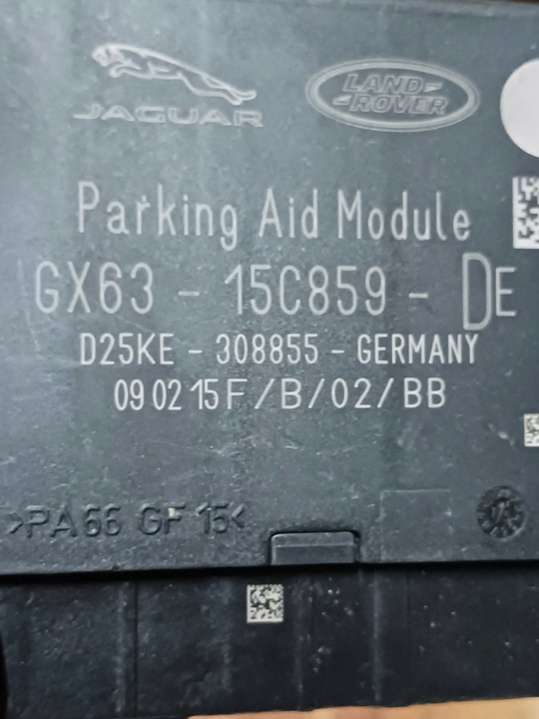 JAGUAR
LAND
ROVER
Parking Aid Module
GX63 - 15C859 - DE
D25KE - 308855 - GERMANY
09 02 15 F/B/02/BB
>PA66 GF 15<